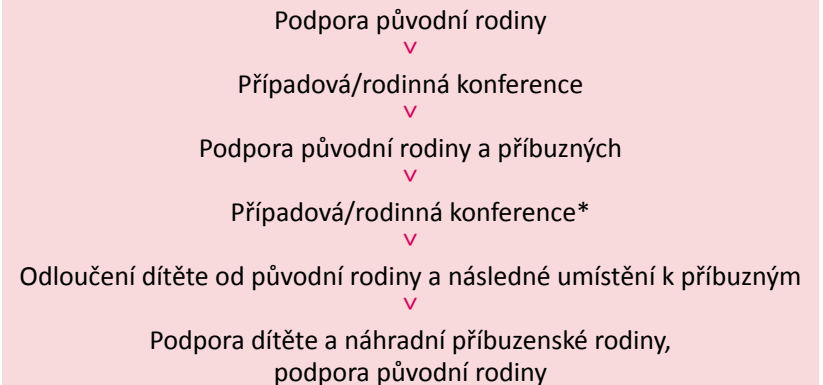 Podpora původní rodiny
˅
Případová/rodinná konference
˅
Podpora původní rodiny a příbuzných
˅
Případová/rodinná konference*
˅
Odloučení dítěte od původní rodiny a následné umístění k příbuzným
˅
Podpora dítěte a náhradní příbuzenské rodiny,
podpora původní rodiny